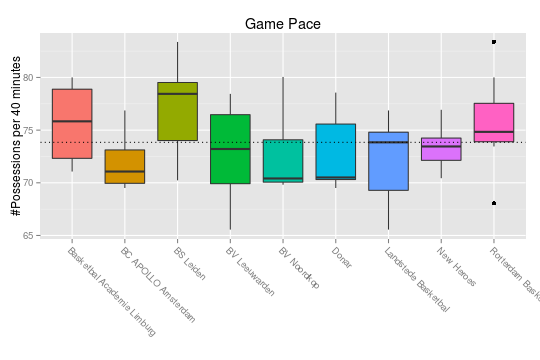 Game Pace
#Possessions per 40 minutes
80
75
70
65
Basketbal Academie Limburg
BC APOLLO Amsterdam
BS Leiden
BV Leeuwarden
BV Noordkop
Donar
Landstede Basketbal
New Heroes
Rotterdam Bask